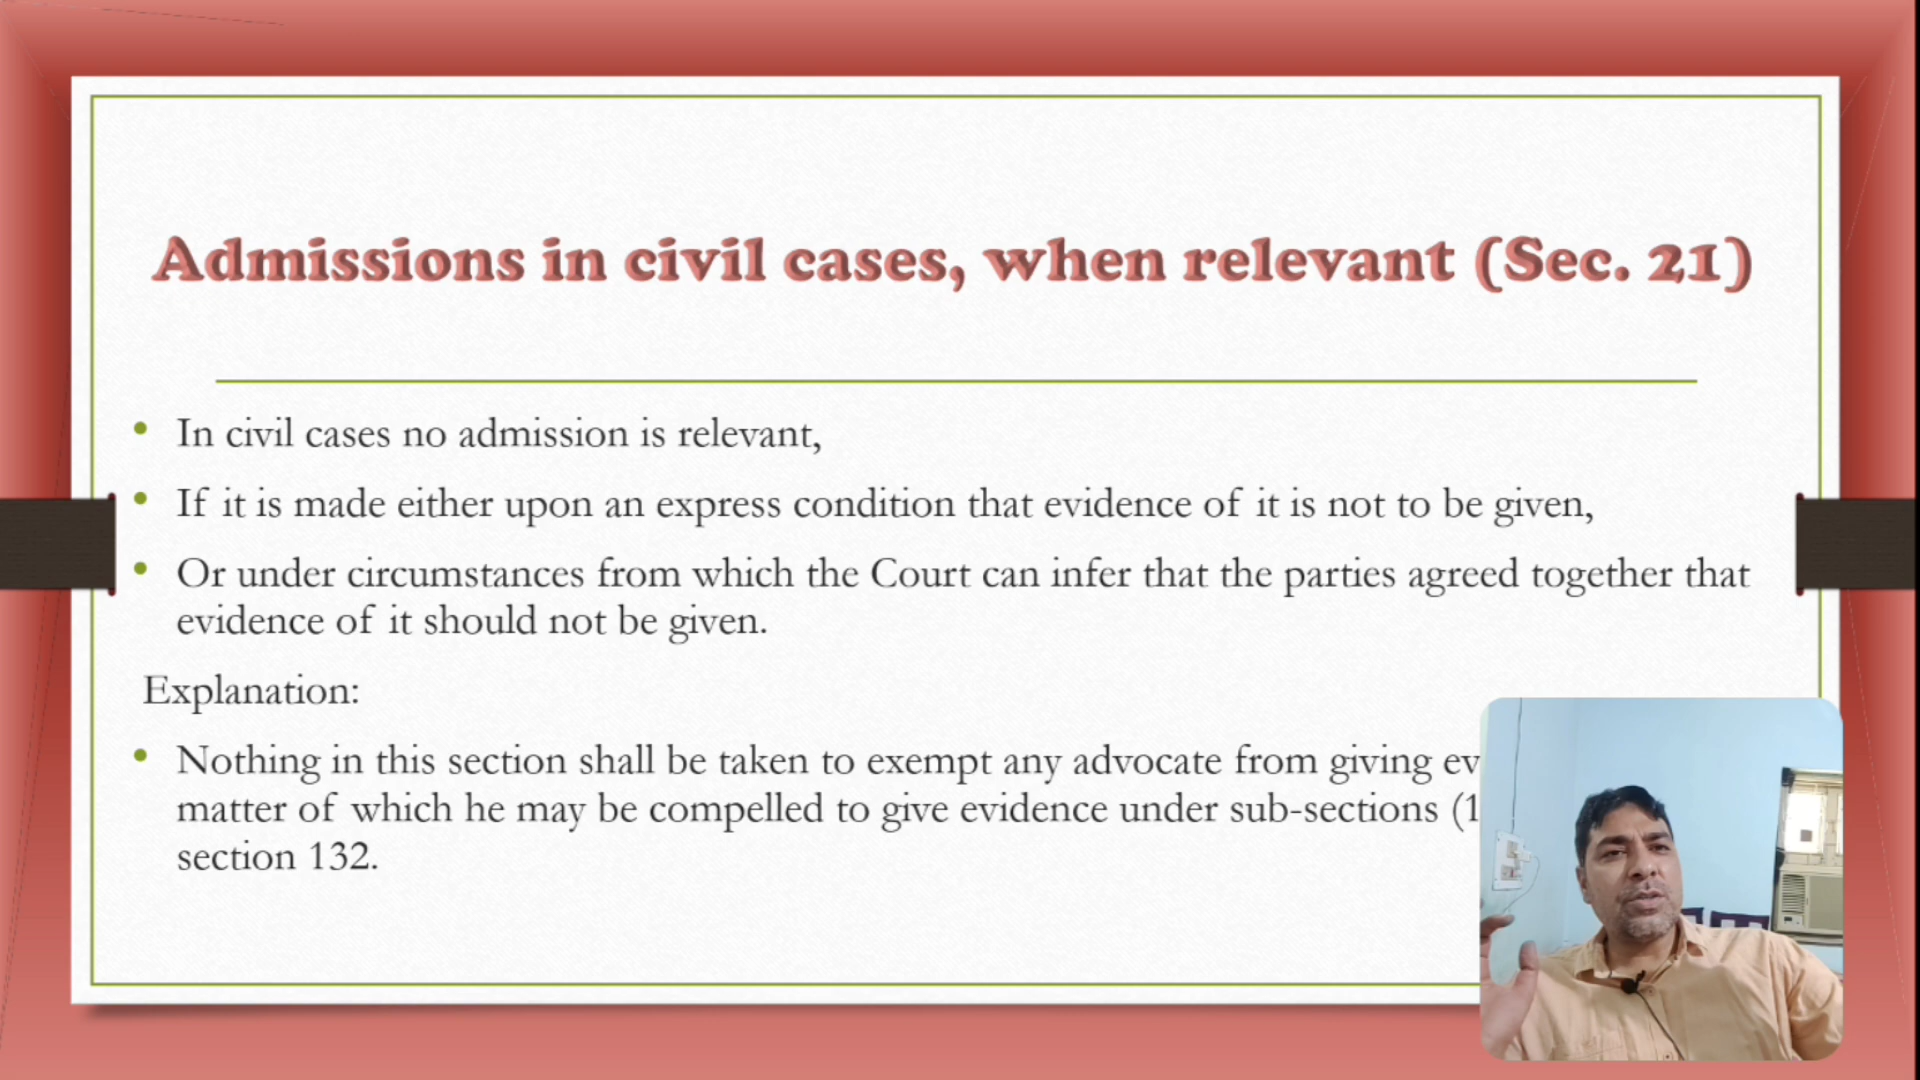 Admissions in civil cases, when relevant (Sec. 21)
• In civil cases no admission is relevant,
• If it is made either upon an express condition that evidence of it is not to be given,
• Or under circumstances from which the Court can infer that the parties agreed together that
evidence of it should not be given.
Explanation:
• Nothing in this section shall be taken to exempt any advocate from giving
matter of which he may be compelled to give evidence under sub-sections (1
section 132.